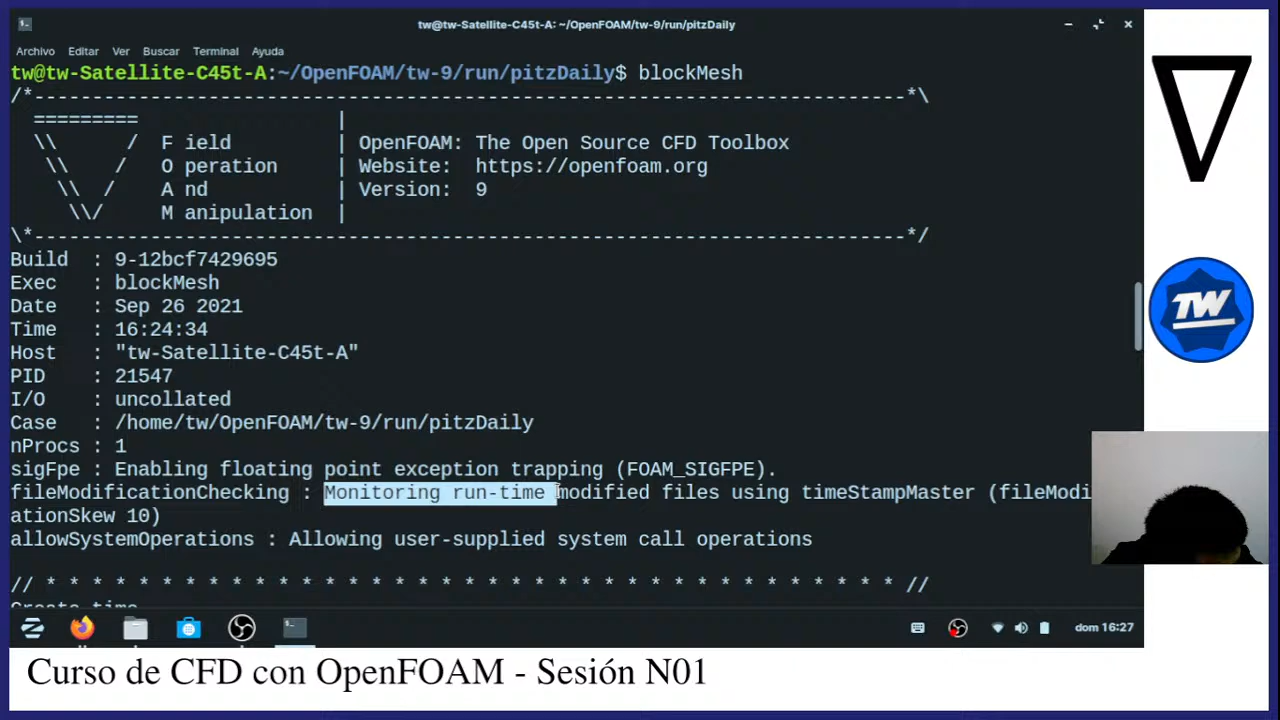 tw@tw-Satellite-C45t-A: ~/OpenFOAM/tw-9/run/pitzDaily
Archivo Editar Ver Buscar Terminal Ayuda
tw@tw-Satellite-C45t-A:~/OpenFOAM/tw-9/run/pitzDaily$ blockMesh
/*---------------------------------------------------------------------------*\
  =========                 |
  \\      /  F ield         | OpenFOAM: The Open Source CFD Toolbox
   \\    /   O peration     | Website:  https://openfoam.org
    \\  /    A nd           | Version:  9
     \\/     M anipulation  |
\*---------------------------------------------------------------------------*/
Build  : 9-12bcf7429695
Exec   : blockMesh
Date   : Sep 26 2021
Time   : 16:24:34
Host   : "tw-Satellite-C45t-A"
PID    : 21547
I/O    : uncollated
Case   : /home/tw/OpenFOAM/tw-9/run/pitzDaily
nProcs : 1
sigFpe : Enabling floating point exception trapping (FOAM_SIGFPE).
fileModificationChecking : Monitoring run-time modified files using timeStampMaster (fileModi
ationSkew 10)
allowSystemOperations : Allowing user-supplied system call operations
// * * * * * * * * * * * * * * * * * * * * * * * * * * * * * * * * * * * * * //
Create time
dom 16:27
TW
Curso de CFD con OpenFOAM - Sesión N01